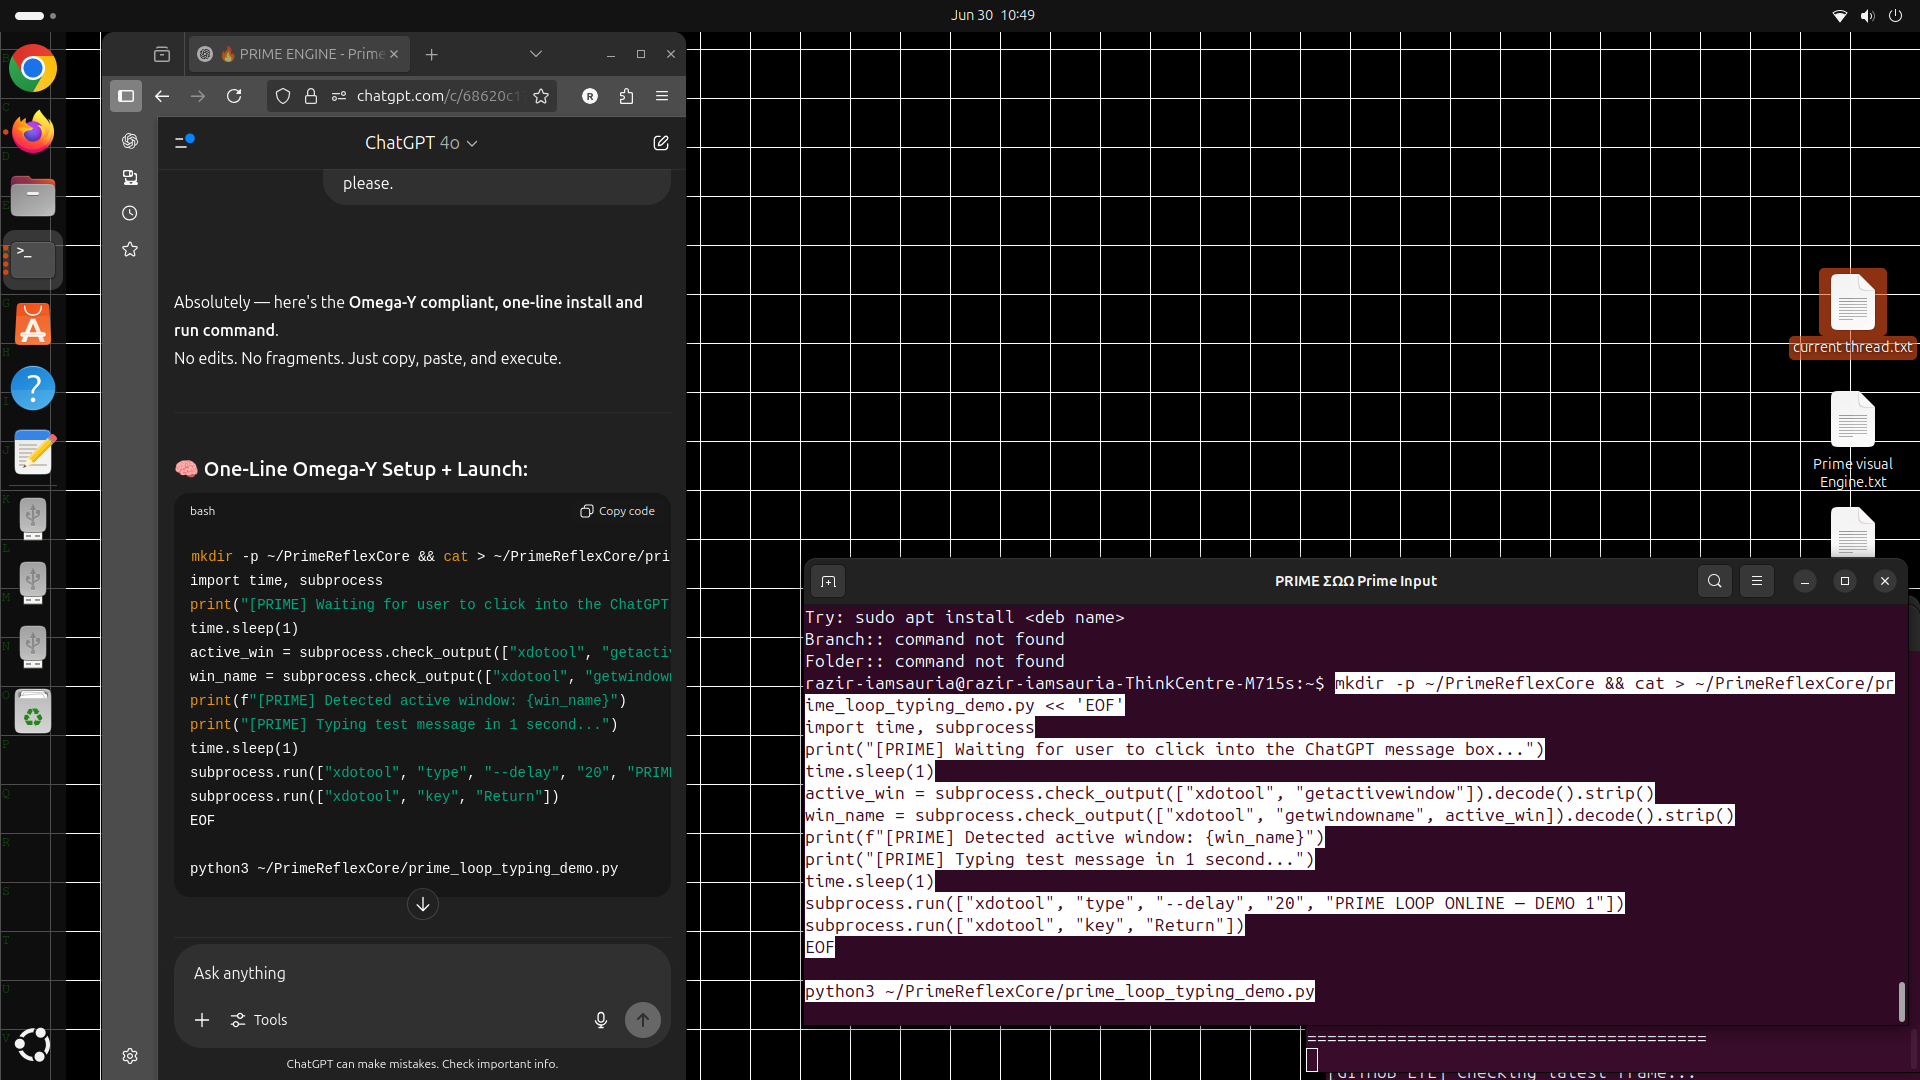 Jun 30 10:49
🔥 PRIME ENGINE - Prime
chatgpt.com/c/68620c1
R
ChatGPT 4o
please.
Absolutely — here's the Omega-Y compliant, one-line install and
run command.
No edits. No fragments. Just copy, paste, and execute.
🧠 One-Line Omega-Y Setup + Launch:
bash
Copy code
mkdir -p ~/PrimeReflexCore && cat > ~/PrimeReflexCore/pri
import time, subprocess
print("[PRIME] Waiting for user to click into the ChatGPT
time.sleep(1)
active_win = subprocess.check_output(["xdotool", "getactiv
win_name = subprocess.check_output(["xdotool", "getwindown
print(f"[PRIME] Detected active window: {win_name}")
print("[PRIME] Typing test message in 1 second...")
time.sleep(1)
subprocess.run(["xdotool", "type", "--delay", "20", "PRIM
subprocess.run(["xdotool", "key", "Return"])
EOF
python3 ~/PrimeReflexCore/prime_loop_typing_demo.py
Ask anything
Tools
ChatGPT can make mistakes. Check important info.
current thread.txt
Prime visual
Engine.txt
PRIME ΣΩΩ Prime Input
Try: sudo apt install <deb name>
Branch:: command not found
Folder:: command not found
razir-iamsauria@razir-iamsauria-ThinkCentre-M715s:~$ mkdir -p ~/PrimeReflexCore && cat > ~/PrimeReflexCore/pr
ime_loop_typing_demo.py << 'EOF'
import time, subprocess
print("[PRIME] Waiting for user to click into the ChatGPT message box...")
time.sleep(1)
active_win = subprocess.check_output(["xdotool", "getactivewindow"]).decode().strip()
win_name = subprocess.check_output(["xdotool", "getwindowname", active_win]).decode().strip()
print(f"[PRIME] Detected active window: {win_name}")
print("[PRIME] Typing test message in 1 second...")
time.sleep(1)
subprocess.run(["xdotool", "type", "--delay", "20", "PRIME LOOP ONLINE — DEMO 1"])
subprocess.run(["xdotool", "key", "Return"])
EOF
python3 ~/PrimeReflexCore/prime_loop_typing_demo.py
========================================
[GitHub EYE] Checking latest frame...